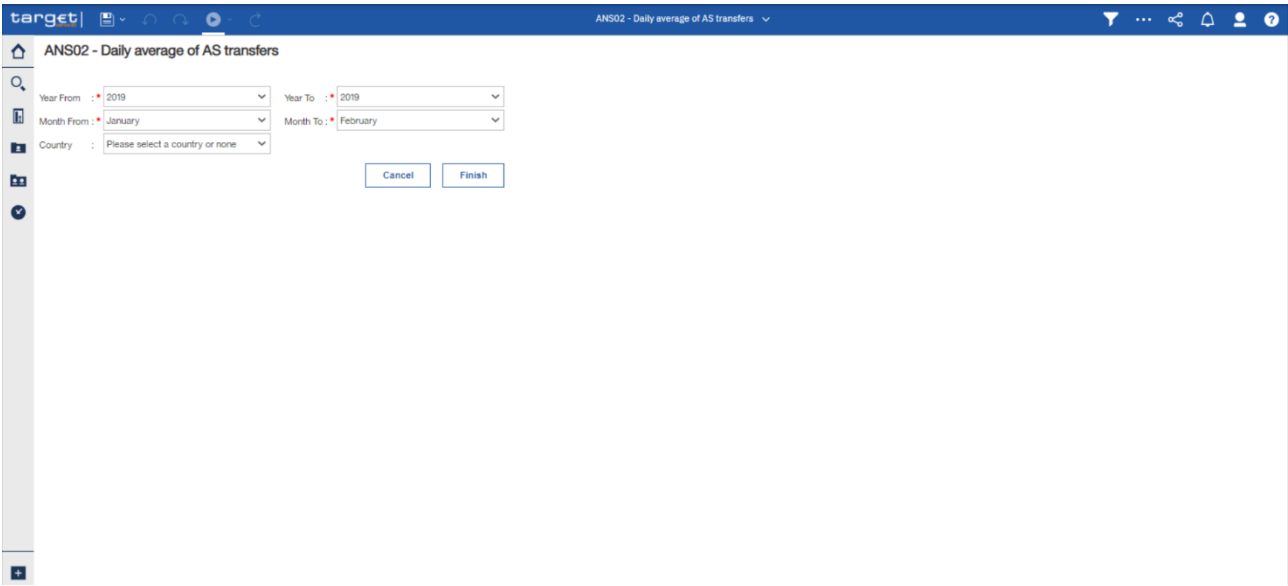 target|
ANS02 - Daily average of AS transfers
ANS02 - Daily average of AS transfers
Year From : * 2019 Year To : * 2019
Month From : * January Month To : * February
Country : Please select a country or none
Cancel Finish